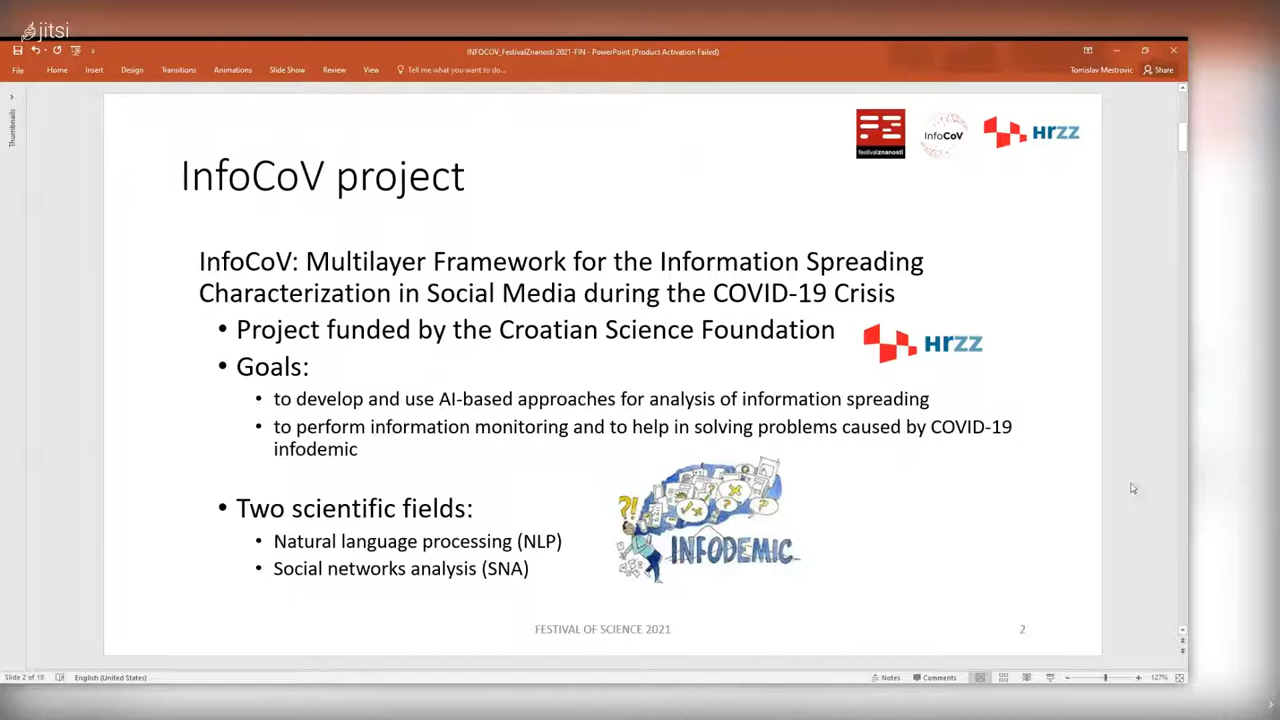 jitsi
INFOCOV_FestivalZnanosti 2021-FIN - PowerPoint (Product Activation Failed)
File Home Insert Design Transitions Animations Slide Show Review View Tell me what you want to do... Tomislav Mestrovic Share
Thumbnails
festivalznanosti
InfoCoV
HRZZ
InfoCoV project
InfoCoV: Multilayer Framework for the Information Spreading
Characterization in Social Media during the COVID-19 Crisis
• Project funded by the Croatian Science Foundation
HRZZ
• Goals:
• to develop and use AI-based approaches for analysis of information spreading
• to perform information monitoring and to help in solving problems caused by COVID-19
infodemic
• Two scientific fields:
• Natural language processing (NLP)
• Social networks analysis (SNA)
?!
INFODEMIC
FESTIVAL OF SCIENCE 2021
2
Slide 2 of 18 English (United States) Notes Comments 127%